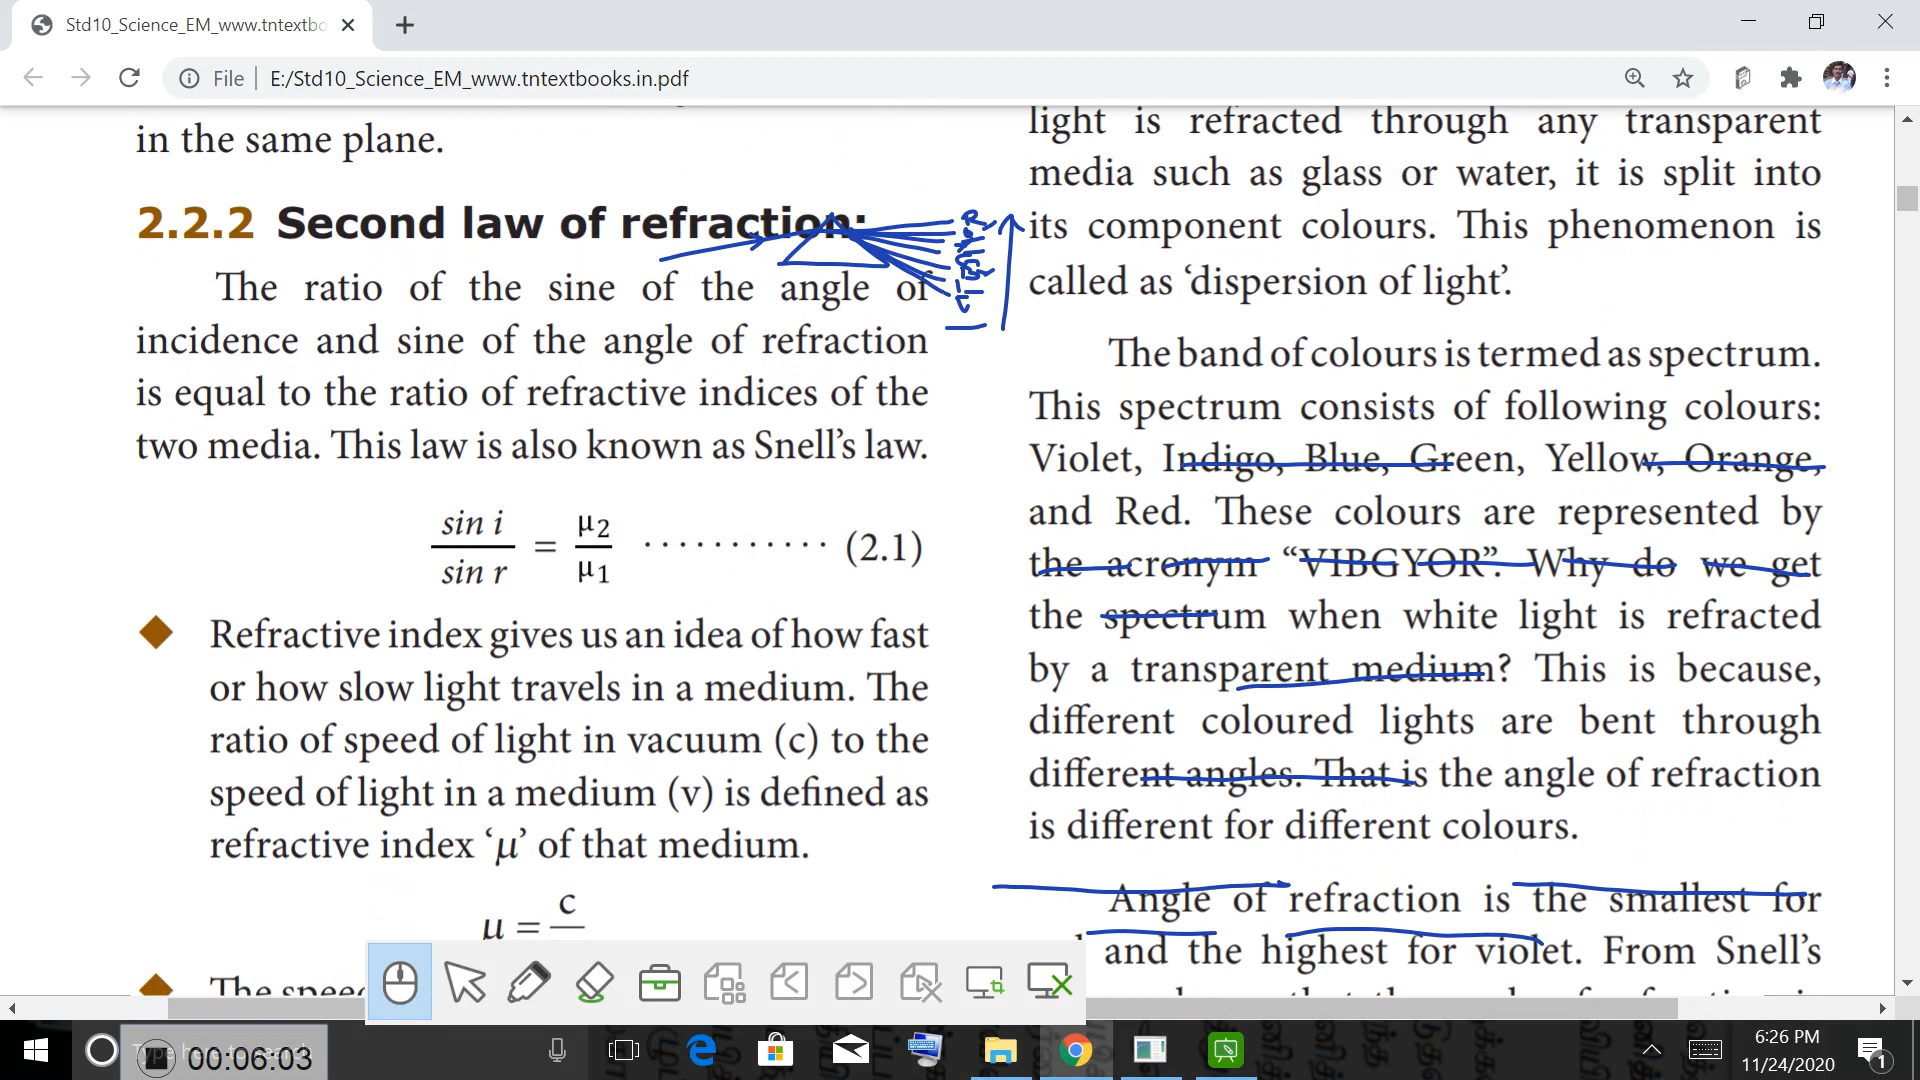 Std10_Science_EM_www.tntextbo
File
E:/Std10_Science_EM_www.tntextbooks.in.pdf
in the same plane.
2.2.2 Second law of refraction:
The ratio of the sine of the angle of
incidence and sine of the angle of refraction
is equal to the ratio of refractive indices of the
two media. This law is also known as Snell's law.
sin i
sin r
=
μ2
μ1
........... (2.1)
Refractive index gives us an idea of how fast
or how slow light travels in a medium. The
ratio of speed of light in vacuum (c) to the
speed of light in a medium (v) is defined as
refractive index ‘μ’ of that medium.
μ = c
The speed
R
light is refracted through any transparent
media such as glass or water, it is split into
its component colours. This phenomenon is
called as ‘dispersion of light’.
The band of colours is termed as spectrum.
This spectrum consists of following colours:
Violet, Indigo, Blue, Green, Yellow, Orange,
and Red. These colours are represented by
the acronym “VIBGYOR”. Why do we get
the spectrum when white light is refracted
by a transparent medium? This is because,
different coloured lights are bent through
different angles. That is the angle of refraction
is different for different colours.
Angle of refraction is the smallest for
and the highest for violet. From Snell's
Type here to search
00:06:03
6:26 PM
11/24/2020
1